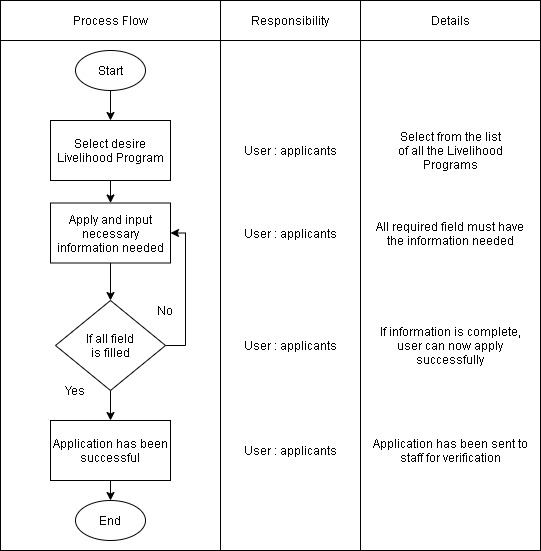 Process Flow
Responsibility
Details
Start
Select desire
Livelihood Program
User : applicants
Select from the list
of all the Livelihood
Programs
Apply and input
necessary
information needed
User : applicants
All required field must have
the information needed
No
If all field
is filled
User : applicants
If information is complete,
user can now apply
successfully
Yes
Application has been
successful
User : applicants
Application has been sent to
staff for verification
End